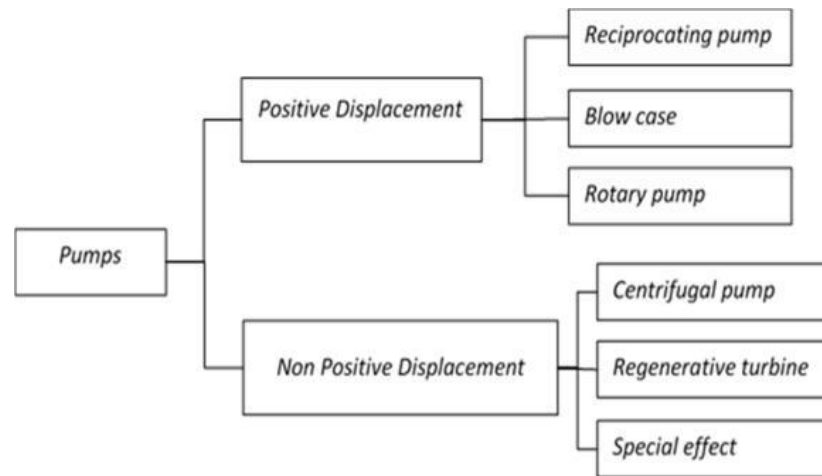 Pumps
Positive Displacement
Reciprocating pump
Blow case
Rotary pump
Non Positive Displacement
Centrifugal pump
Regenerative turbine
Special effect